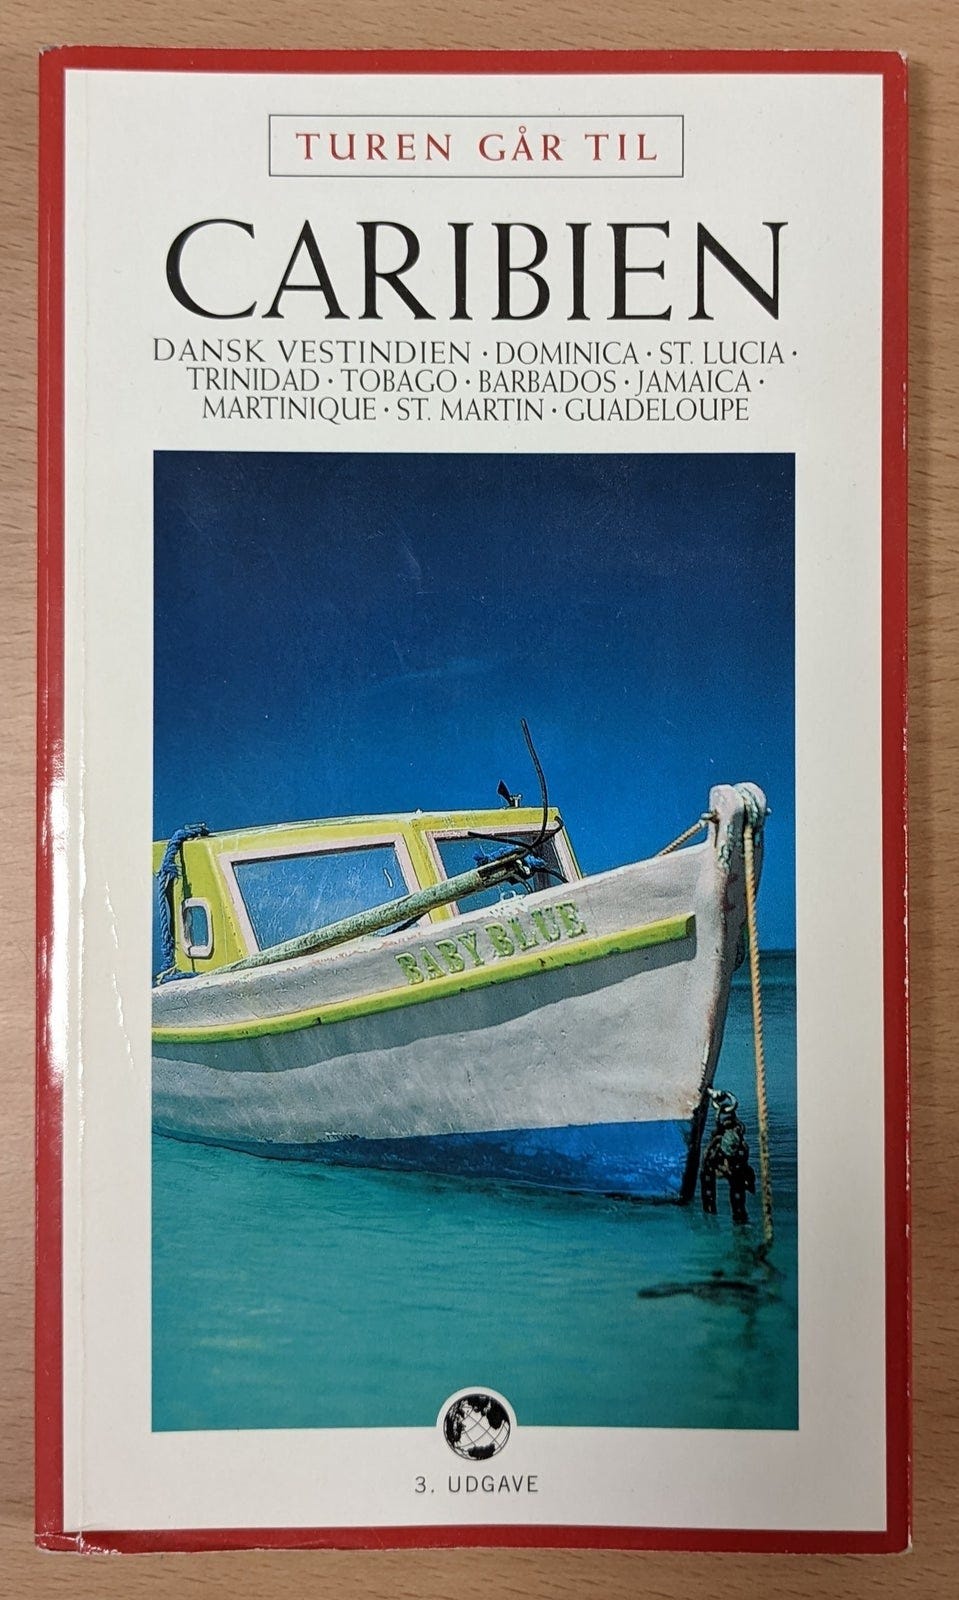 TUREN GÅR TIL
CARIBIEN
DANSK VESTINDIEN · DOMINICA · ST. LUCIA ·
TRINIDAD · TOBAGO · BARBADOS · JAMAICA ·
MARTINIQUE · ST. MARTIN · GUADELOUPE
BABY BLUE
3. UDGAVE